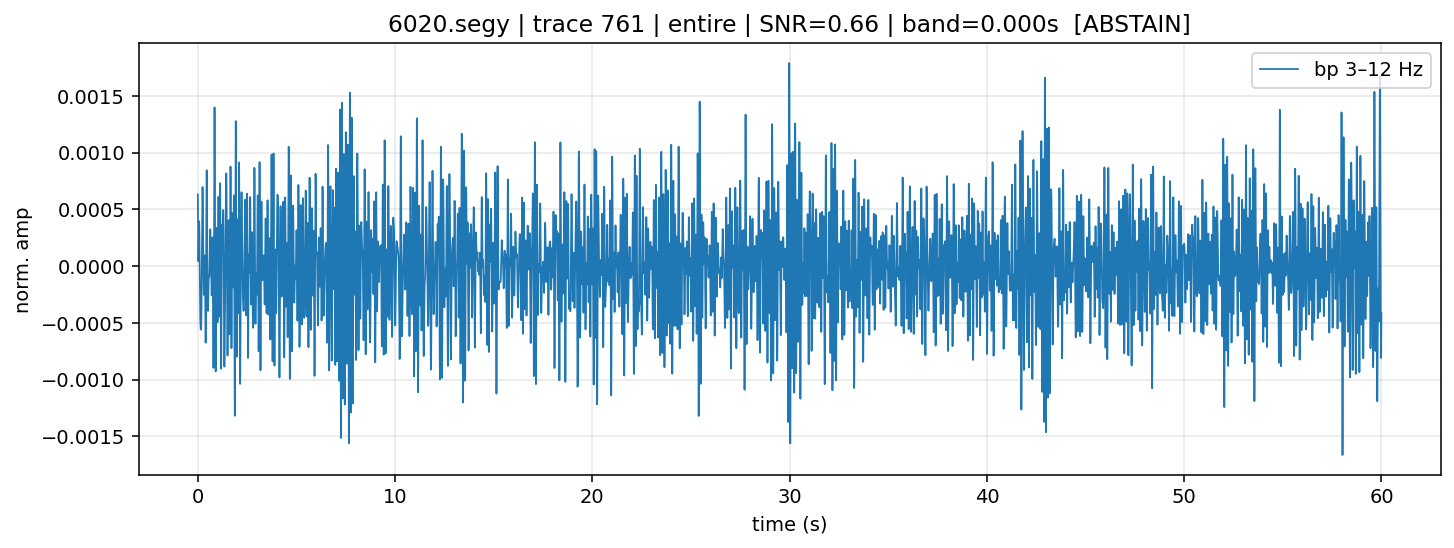 6020.segy | trace 761 | entire | SNR=0.66 | band=0.000s  [ABSTAIN]
bp 3–12 Hz
norm. amp
0.0015
0.0010
0.0005
0.0000
−0.0005
−0.0010
−0.0015
0 10 20 30 40 50 60
time (s)